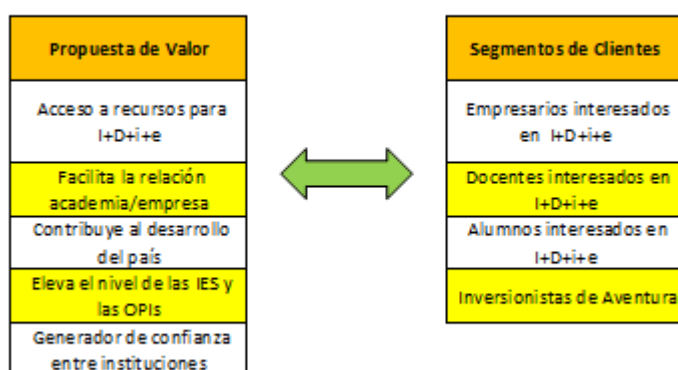 Propuesta de Valor
Acceso a recursos para
I+D+i+e
Facilita la relación
academia/empresa
Contribuye al desarrollo
del país
Eleva el nivel de las IES y
las OPIs
Generador de confianza
entre instituciones
Segmentos de Clientes
Empresarios interesados
en I+D+i+e
Docentes interesados en
I+D+i+e
Alumnos interesados en
I+D+i+e
Inversionistas de Aventura